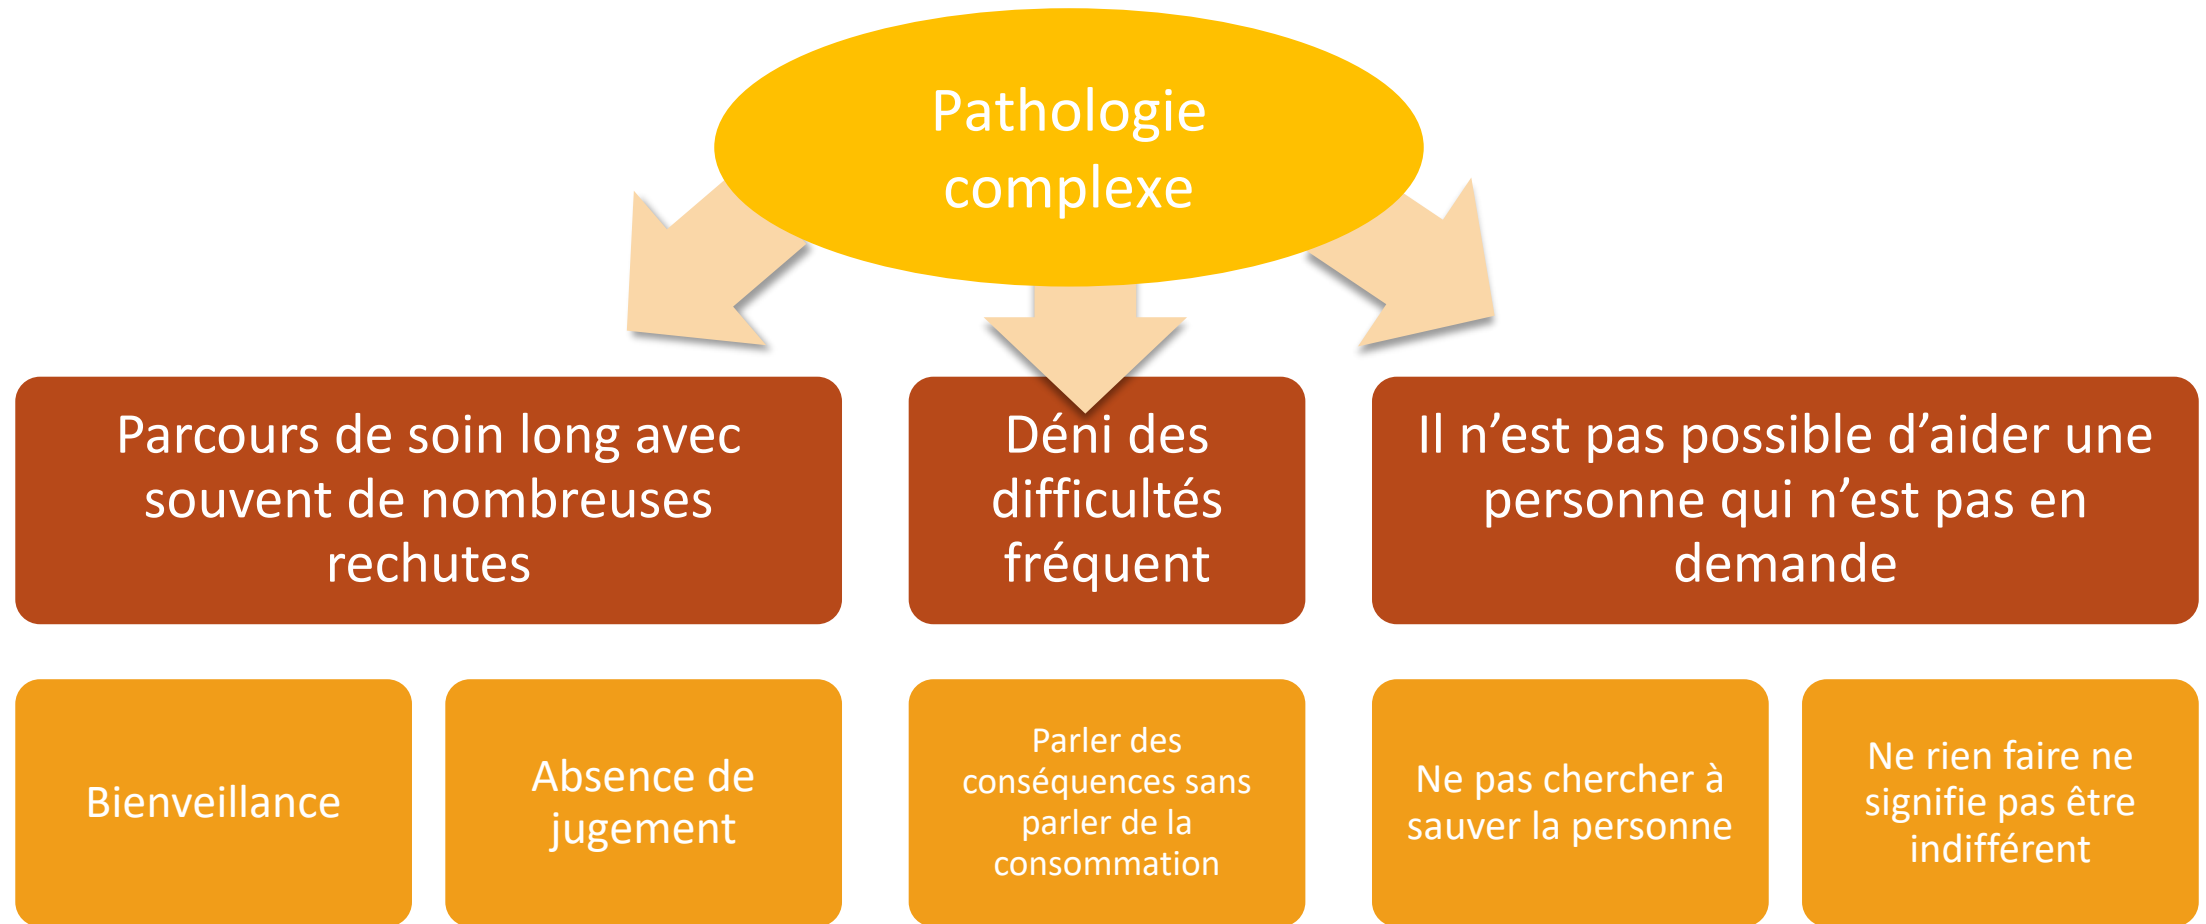 Pathologie
complexe
Parcours de soin long avec
souvent de nombreuses
rechutes
Déni des
difficultés
fréquent
Il n’est pas possible d’aider une
personne qui n’est pas en
demande
Bienveillance
Absence de
jugement
Parler des
conséquences sans
parler de la
consommation
Ne pas chercher à
sauver la personne
Ne rien faire ne
signifie pas être
indifférent